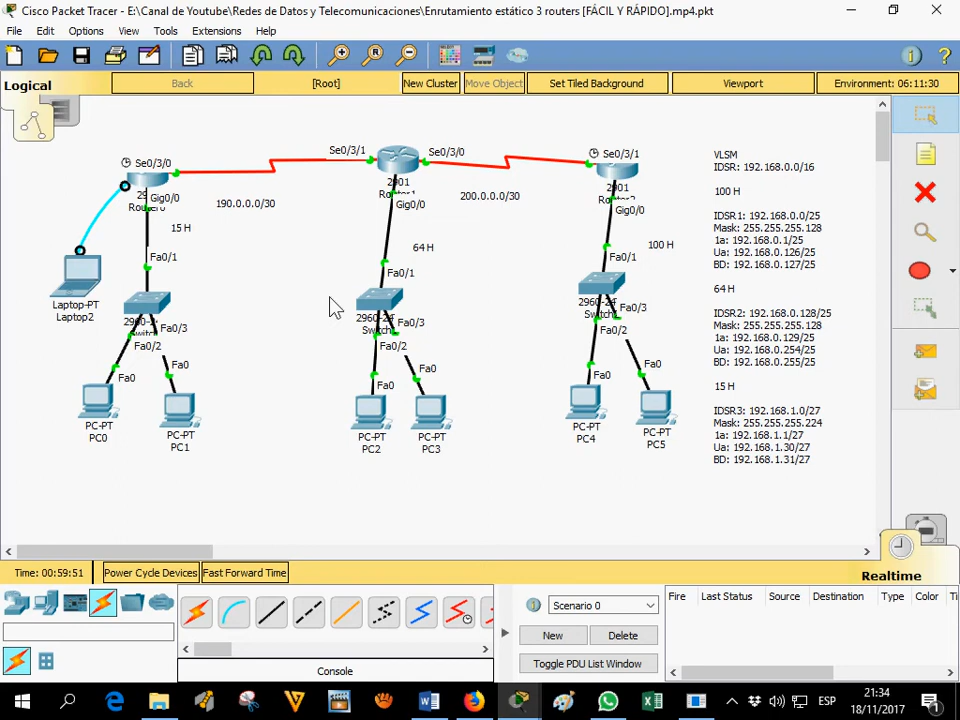 Cisco Packet Tracer - E:\Canal de Youtube\Redes de Datos y Telecomunicaciones\Enrutamiento estático 3 routers [FÁCIL Y RÁPIDO].mp4.pkt
File Edit Options View Tools Extensions Help
Logical
Back
[Root]
New Cluster
Move Object
Set Tiled Background
Viewport
Environment: 06:11:30
Se0/3/0
Gig0/0
15 H
Fa0/1
Laptop-PT
Laptop2
Fa0/3
Fa0/2
Fa0
Fa0
PC-PT
PC0
PC-PT
PC1
190.0.0.0/30
Se0/3/1
Se0/3/0
2901
Gig0/0
64 H
Fa0/1
Fa0/3
Fa0/2
Fa0
Fa0
PC-PT
PC2
PC-PT
PC3
200.0.0.0/30
Se0/3/1
2901
Gig0/0
100 H
Fa0/1
Fa0/3
Fa0/2
Fa0
Fa0
PC-PT
PC4
PC-PT
PC5
VLSM
IDSR: 192.168.0.0/16
100 H
IDSR1: 192.168.0.0/25
Mask: 255.255.255.128
1a: 192.168.0.1/25
Ua: 192.168.0.126/25
BD: 192.168.0.127/25
64 H
IDSR2: 192.168.0.128/25
Mask: 255.255.255.128
1a: 192.168.0.129/25
Ua: 192.168.0.254/25
BD: 192.168.0.255/25
15 H
IDSR3: 192.168.1.0/27
Mask: 255.255.255.224
1a: 192.168.1.1/27
Ua: 192.168.1.30/27
BD: 192.168.1.31/27
Time: 00:59:51
Power Cycle Devices
Fast Forward Time
Realtime
Scenario 0
New
Delete
Toggle PDU List Window
Fire Last Status Source Destination Type Color
Console
ESP
21:34
18/11/2017